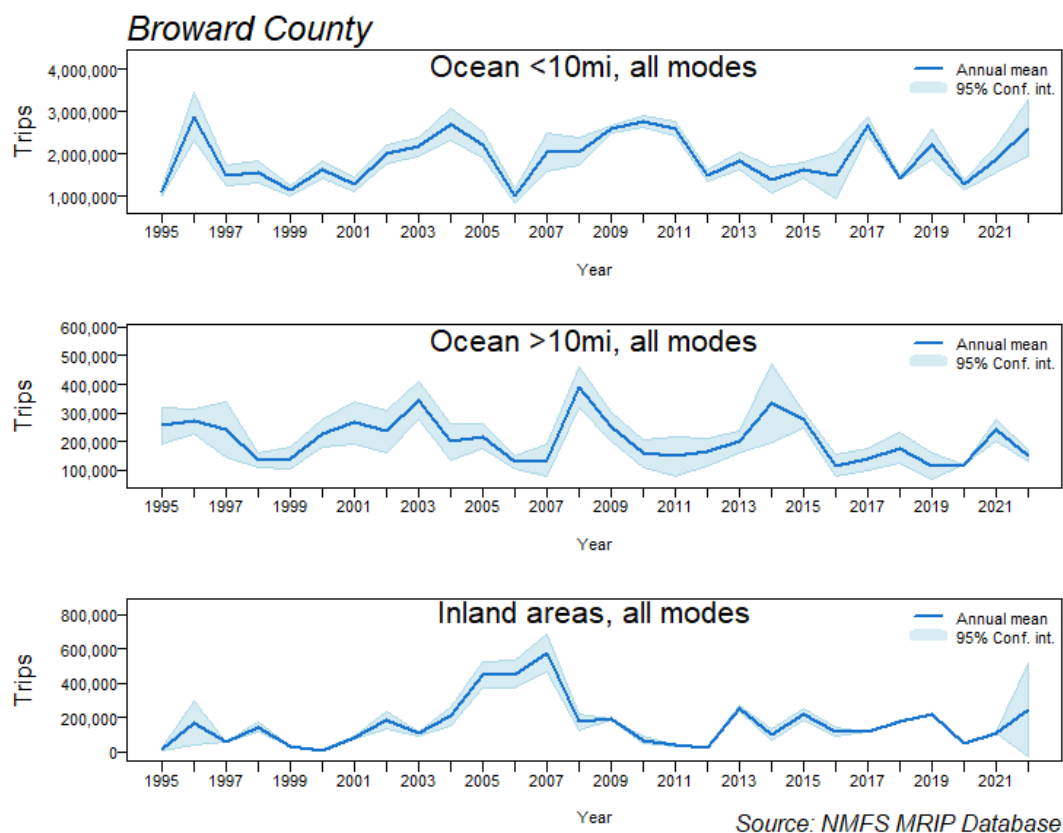 Broward County
Ocean <10mi, all modes
Annual mean
95% Conf. int.
Trips
4,000,000
3,000,000
2,000,000
1,000,000
1995 1997 1999 2001 2003 2005 2007 2009 2011 2013 2015 2017 2019 2021
Year
Ocean >10mi, all modes
Annual mean
95% Conf. int.
Trips
600,000
500,000
400,000
300,000
200,000
100,000
1995 1997 1999 2001 2003 2005 2007 2009 2011 2013 2015 2017 2019 2021
Year
Inland areas, all modes
Annual mean
95% Conf. int.
Trips
800,000
600,000
400,000
200,000
0
1995 1997 1999 2001 2003 2005 2007 2009 2011 2013 2015 2017 2019 2021
Year
Source: NMFS MRIP Database